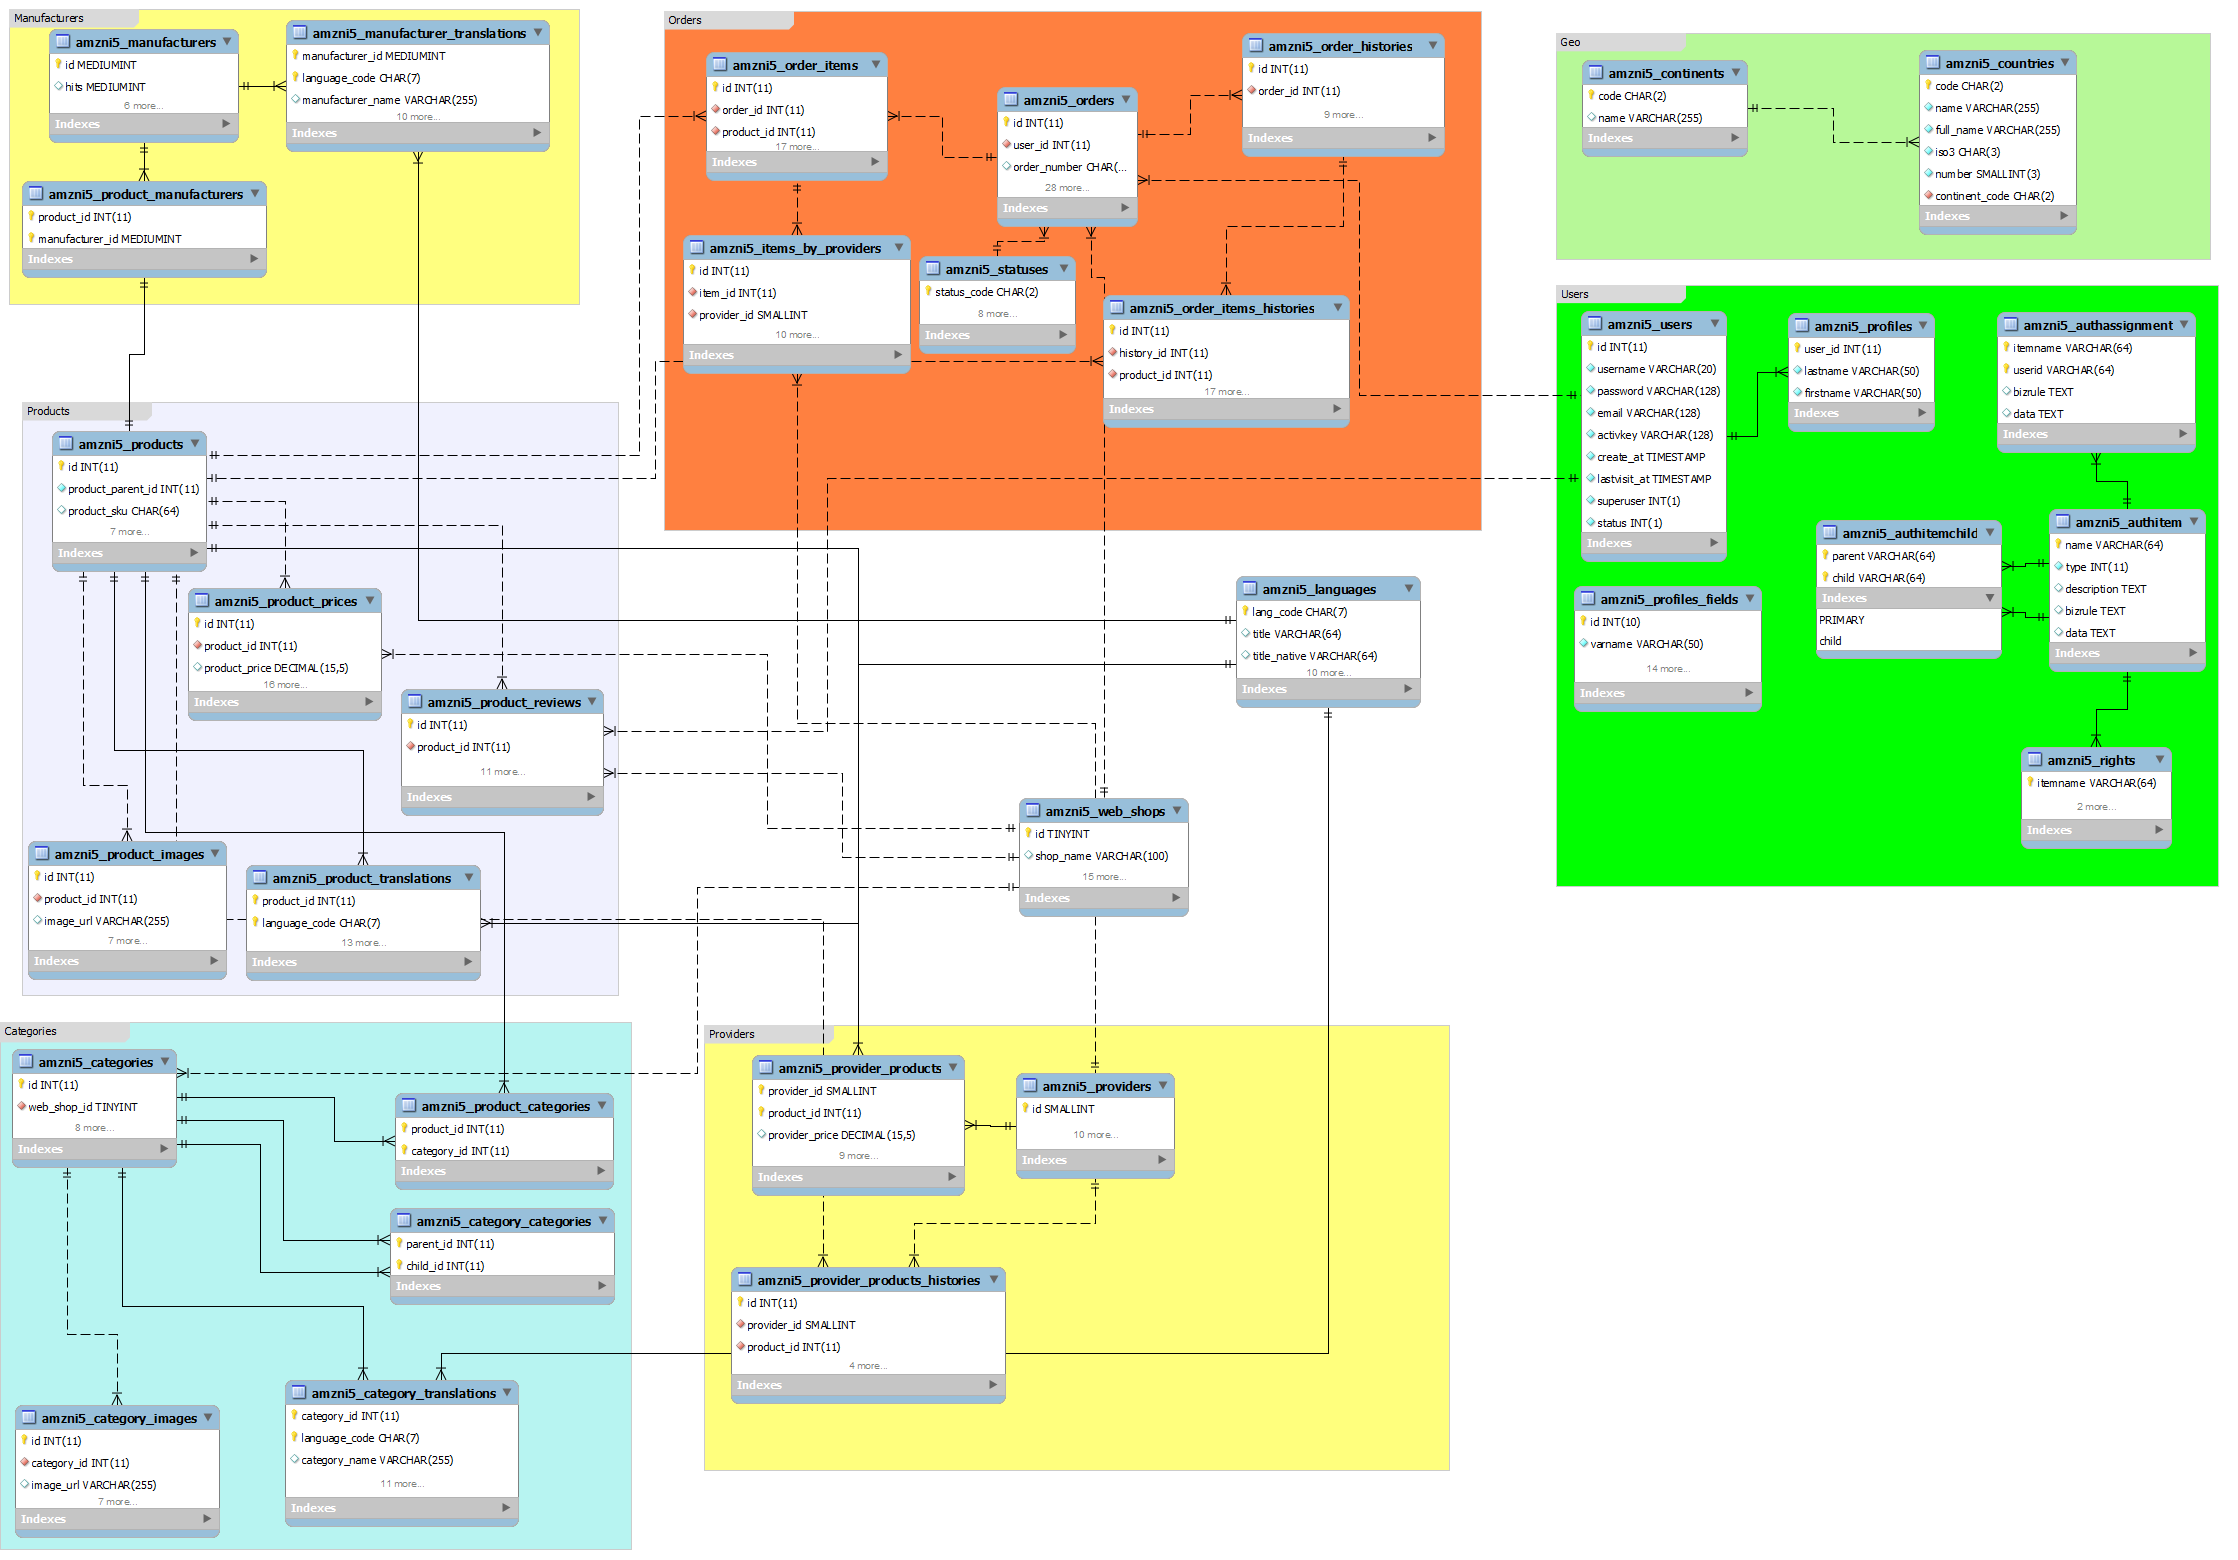 Manufacturers
amzni5_manufacturers
id MEDIUMINT
hits MEDIUMINT
6 more...
Indexes
amzni5_manufacturer_translations
manufacturer_id MEDIUMINT
language_code CHAR(7)
manufacturer_name VARCHAR(255)
10 more...
Indexes
amzni5_product_manufacturers
product_id INT(11)
manufacturer_id MEDIUMINT
Indexes
Orders
amzni5_order_items
id INT(11)
order_id INT(11)
product_id INT(11)
17 more...
Indexes
amzni5_orders
id INT(11)
user_id INT(11)
order_number CHAR(...
28 more...
Indexes
amzni5_order_histories
id INT(11)
order_id INT(11)
9 more...
Indexes
amzni5_items_by_providers
id INT(11)
item_id INT(11)
provider_id SMALLINT
10 more...
Indexes
amzni5_statuses
status_code CHAR(2)
8 more...
Indexes
amzni5_order_items_histories
id INT(11)
history_id INT(11)
product_id INT(11)
17 more...
Indexes
Geo
amzni5_continents
code CHAR(2)
name VARCHAR(255)
Indexes
amzni5_countries
code CHAR(2)
name VARCHAR(255)
full_name VARCHAR(255)
iso3 CHAR(3)
number SMALLINT(3)
continent_code CHAR(2)
Indexes
Users
amzni5_users
id INT(11)
username VARCHAR(20)
password VARCHAR(128)
email VARCHAR(128)
activkey VARCHAR(128)
create_at TIMESTAMP
lastvisit_at TIMESTAMP
superuser INT(1)
status INT(1)
Indexes
amzni5_profiles
user_id INT(11)
lastname VARCHAR(50)
firstname VARCHAR(50)
Indexes
amzni5_authassignment
itemname VARCHAR(64)
userid VARCHAR(64)
bizrule TEXT
data TEXT
Indexes
amzni5_authitemchild
parent VARCHAR(64)
child VARCHAR(64)
Indexes
PRIMARY
child
amzni5_authitem
name VARCHAR(64)
type INT(11)
description TEXT
bizrule TEXT
data TEXT
Indexes
amzni5_profiles_fields
id INT(10)
varname VARCHAR(50)
14 more...
Indexes
amzni5_rights
itemname VARCHAR(64)
2 more...
Indexes
Products
amzni5_products
id INT(11)
product_parent_id INT(11)
product_sku CHAR(64)
7 more...
Indexes
amzni5_product_prices
id INT(11)
product_id INT(11)
product_price DECIMAL(15,5)
16 more...
Indexes
amzni5_product_reviews
id INT(11)
product_id INT(11)
11 more...
Indexes
amzni5_product_images
id INT(11)
product_id INT(11)
image_url VARCHAR(255)
7 more...
Indexes
amzni5_product_translations
product_id INT(11)
language_code CHAR(7)
13 more...
Indexes
amzni5_languages
lang_code CHAR(7)
title VARCHAR(64)
title_native VARCHAR(64)
10 more...
Indexes
amzni5_web_shops
id TINYINT
shop_name VARCHAR(100)
15 more...
Indexes
Categories
amzni5_categories
id INT(11)
web_shop_id TINYINT
8 more...
Indexes
amzni5_product_categories
product_id INT(11)
category_id INT(11)
Indexes
amzni5_category_categories
parent_id INT(11)
child_id INT(11)
Indexes
amzni5_category_translations
category_id INT(11)
language_code CHAR(7)
category_name VARCHAR(255)
11 more...
Indexes
amzni5_category_images
id INT(11)
category_id INT(11)
image_url VARCHAR(255)
7 more...
Indexes
Providers
amzni5_provider_products
provider_id SMALLINT
product_id INT(11)
provider_price DECIMAL(15,5)
9 more...
Indexes
amzni5_providers
id SMALLINT
10 more...
Indexes
amzni5_provider_products_histories
id INT(11)
provider_id SMALLINT
product_id INT(11)
4 more...
Indexes